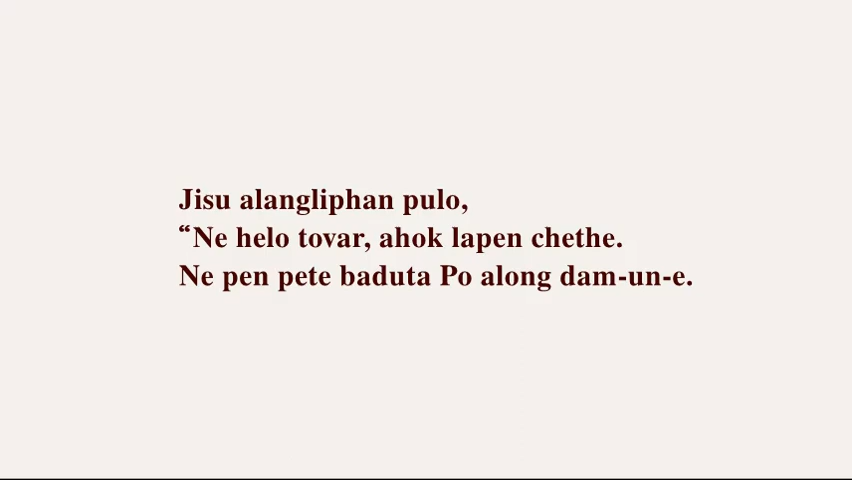 Jisu alangliphan pulo,
“Ne helo tovar, ahok lapen chethe.
Ne pen pete baduta Po along dam-un-e.